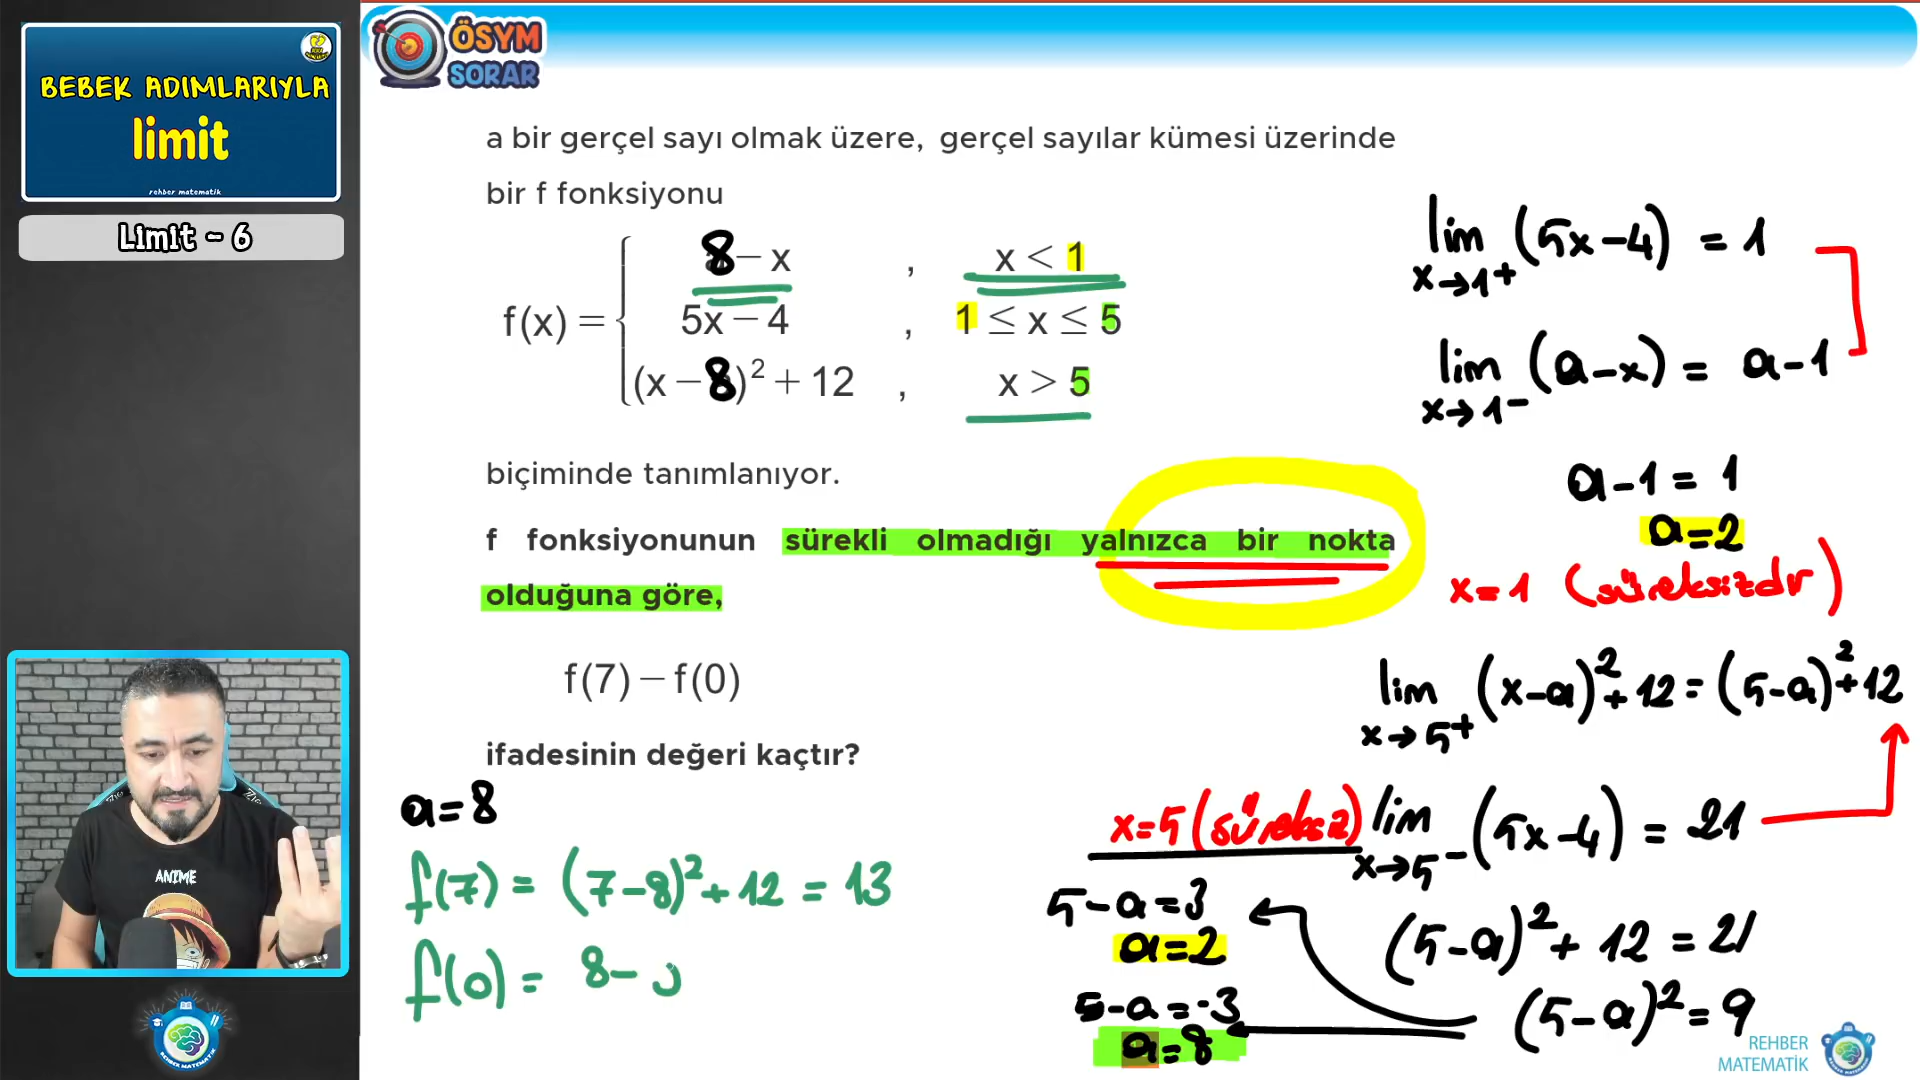 BEBEK ADIMLARIYLA
limit
rehber matematik
Limit - 6
ÖSYM
SORAR
a bir gerçel sayı olmak üzere, gerçel sayılar kümesi üzerinde
bir f fonksiyonu
8 − x , x < 1
f(x) = { 5x − 4 , 1 ≤ x ≤ 5
(x − 8)² + 12 , x > 5
biçiminde tanımlanıyor.
f fonksiyonunun sürekli olmadığı yalnızca bir nokta
olduğuna göre,
f(7) − f(0)
ifadesinin değeri kaçtır?
a=8
f(7) = (7-8)² + 12 = 13
f(0) = 8-
lim x→1⁺ (5x-4) = 1
lim x→1⁻ (a-x) = a-1
a-1 = 1
a=2
x=1 (süreksizdir)
lim x→5⁺ (x-a)² + 12 = (5-a)² + 12
x=5 (süreksiz) lim x→5⁻ (5x-4) = 21
5-a=3
a=2
(5-a)² + 12 = 21
5-a=-3
(5-a)² = 9
a=8
ANIME
REHBER MATEMATİK
REHBER
MATEMATİK